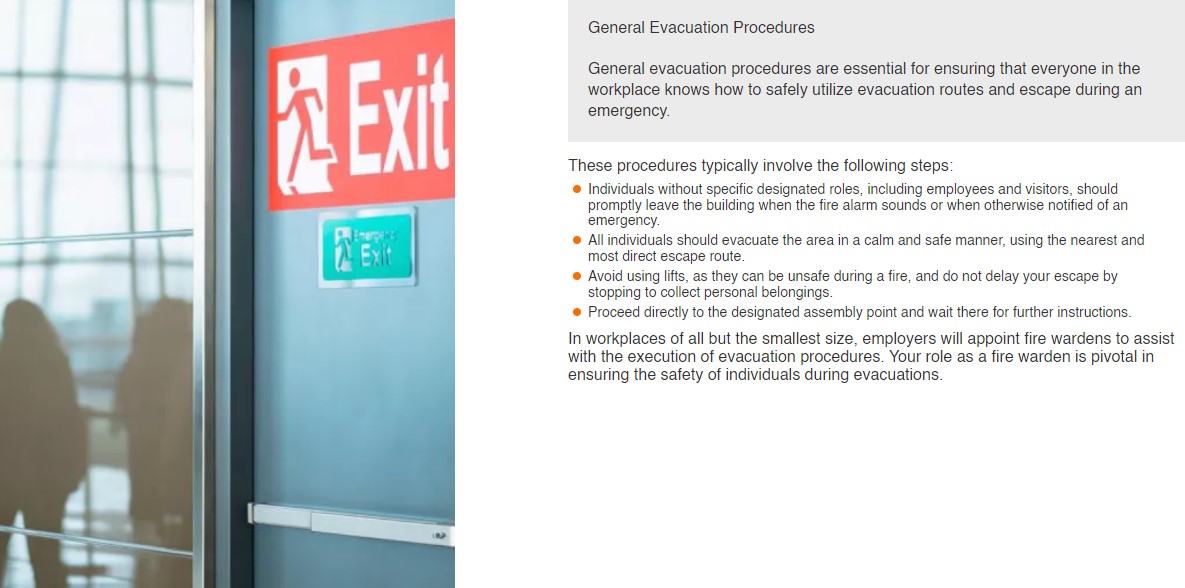 Exit
Emergency
Exit
General Evacuation Procedures
General evacuation procedures are essential for ensuring that everyone in the
workplace knows how to safely utilize evacuation routes and escape during an
emergency.
These procedures typically involve the following steps:
Individuals without specific designated roles, including employees and visitors, should
promptly leave the building when the fire alarm sounds or when otherwise notified of an
emergency.
All individuals should evacuate the area in a calm and safe manner, using the nearest and
most direct escape route.
Avoid using lifts, as they can be unsafe during a fire, and do not delay your escape by
stopping to collect personal belongings.
Proceed directly to the designated assembly point and wait there for further instructions.
In workplaces of all but the smallest size, employers will appoint fire wardens to assist
with the execution of evacuation procedures. Your role as a fire warden is pivotal in
ensuring the safety of individuals during evacuations.